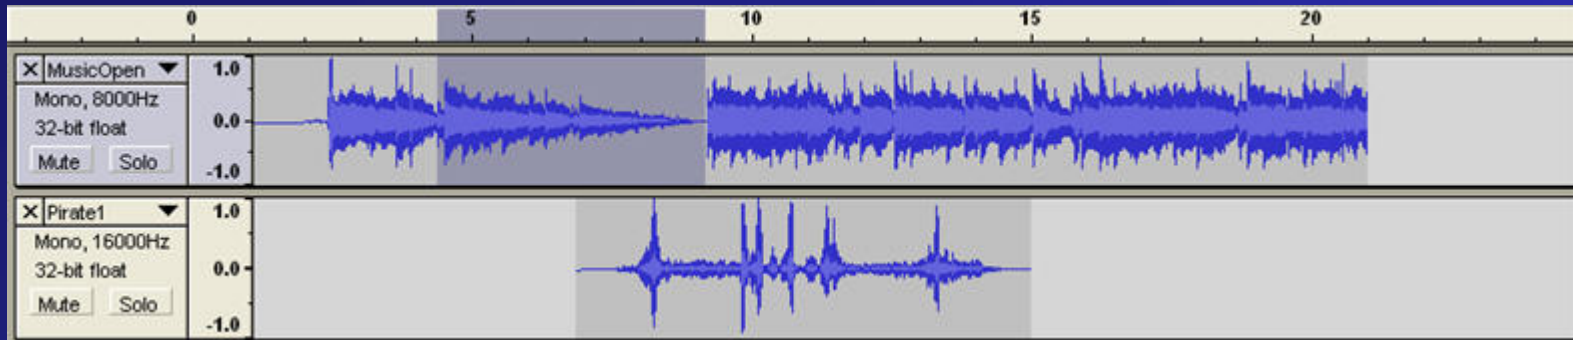 0 5 10 15 20
X MusicOpen 1.0
Mono, 8000Hz
32-bit float 0.0
Mute Solo
-1.0
X Pirate1 1.0
Mono, 16000Hz
32-bit float 0.0
Mute Solo
-1.0